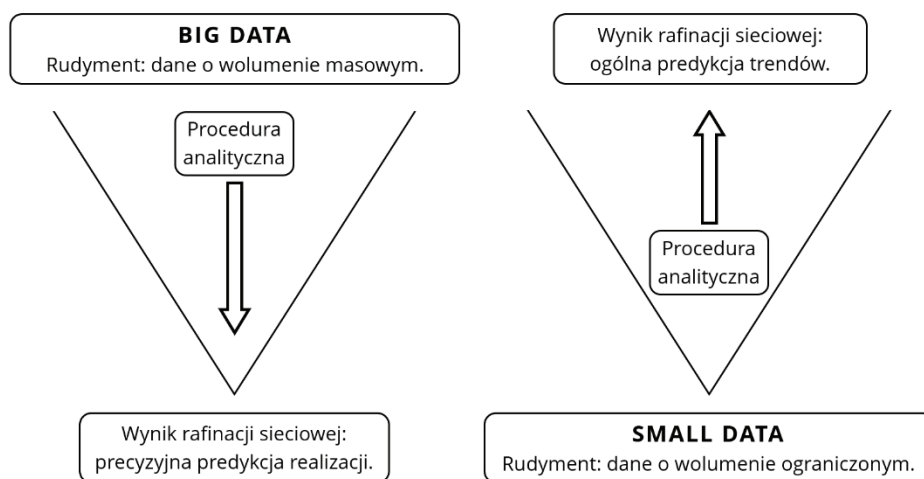 BIG DATA
Rudyment: dane o wolumenie masowym.
Procedura
analityczna
Wynik rafinacji sieciowej:
precyzyjna predykcja realizacji.
Wynik rafinacji sieciowej:
ogólna predykcja trendów.
Procedura
analityczna
SMALL DATA
Rudyment: dane o wolumenie ograniczonym.